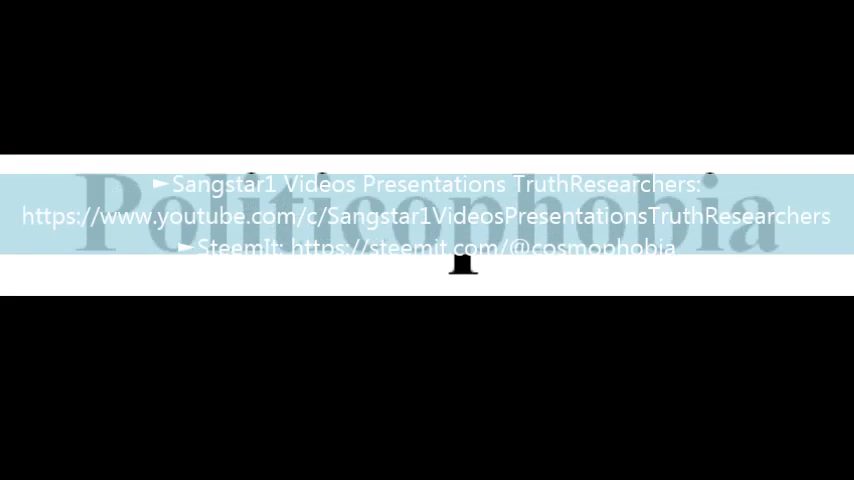 Politicophobia
►Sangstar1 Videos Presentations TruthResearchers:
https://www.youtube.com/c/Sangstar1VideosPresentationsTruthResearchers
►SteemIt: https://steemit.com/@cosmophobia